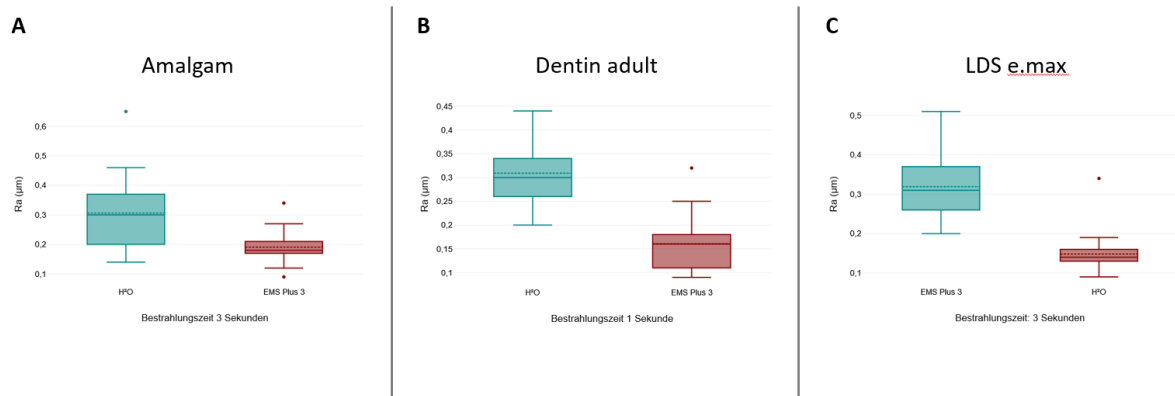 A
Amalgam
Ra (µm)
0,6
0,5
0,4
0,3
0,2
0,1
H²O
EMS Plus 3
Bestrahlungszeit 3 Sekunden
B
Dentin adult
Ra (µm)
0,45
0,4
0,35
0,3
0,25
0,2
0,15
0,1
H²O
EMS Plus 3
Bestrahlungszeit 1 Sekunde
C
LDS e.max
Ra (µm)
0,5
0,4
0,3
0,2
0,1
EMS Plus 3
H²O
Bestrahlungszeit: 3 Sekunden